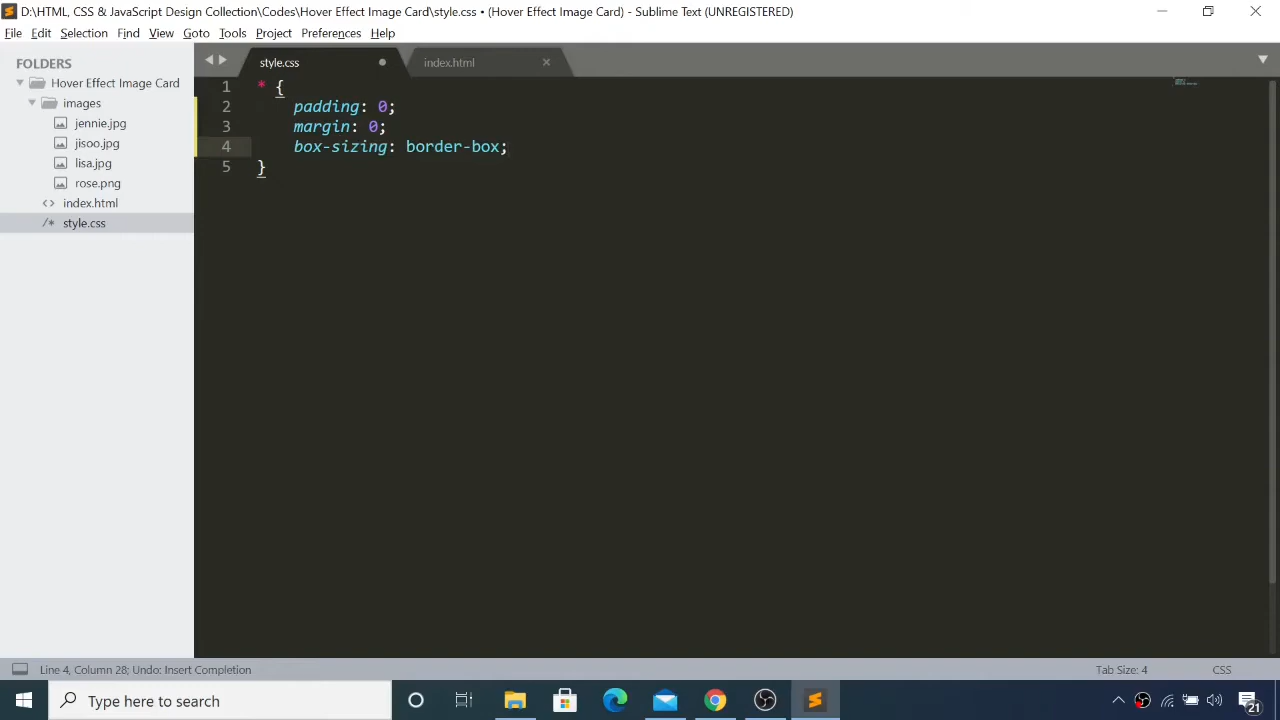 D:\HTML, CSS & JavaScript Design Collection\Codes\Hover Effect Image Card\style.css • (Hover Effect Image Card) - Sublime Text (UNREGISTERED)
File Edit Selection Find View Goto Tools Project Preferences Help
FOLDERS
Hover Effect Image Card
images
jennie.jpg
jisoo.jpg
lisa.jpg
rose.png
<> index.html
/* style.css
style.css
index.html
1 * {
2 padding: 0;
3 margin: 0;
4 box-sizing: border-box;
5 }
Line 4, Column 28; Undo: Insert Completion
Tab Size: 4
CSS
Type here to search
21